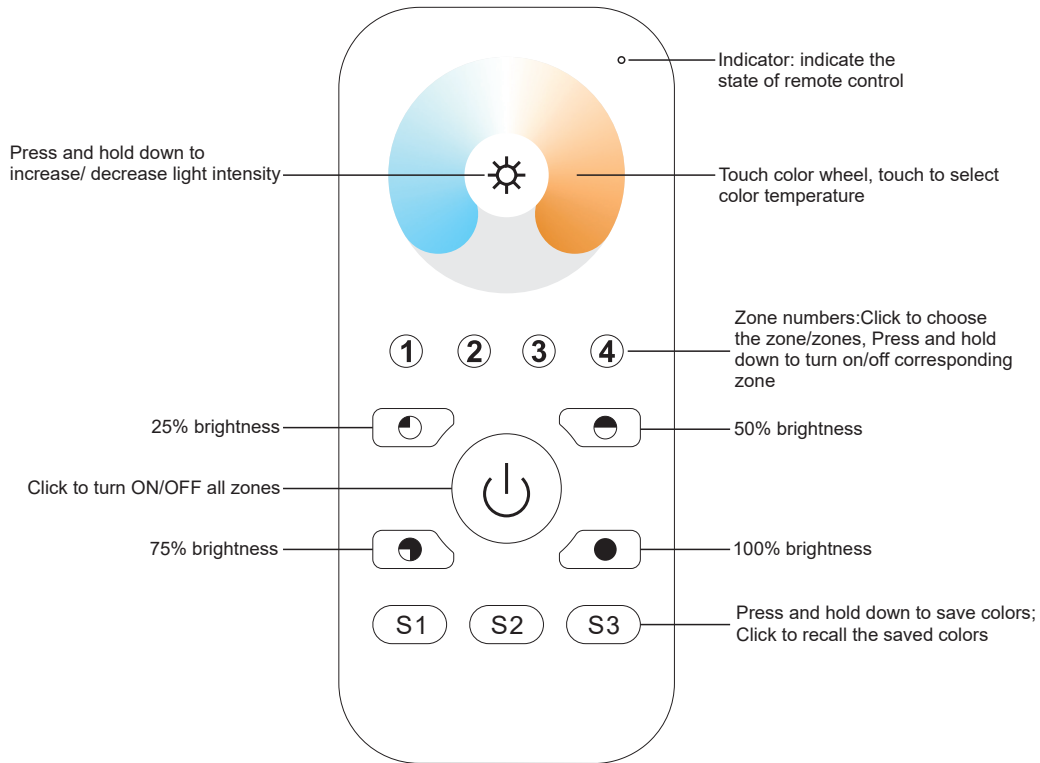 Indicator: indicate the
state of remote control
Press and hold down to
increase/ decrease light intensity
Touch color wheel, touch to select
color temperature
Zone numbers:Click to choose
the zone/zones, Press and hold
down to turn on/off corresponding
zone
1 2 3 4
25% brightness
50% brightness
Click to turn ON/OFF all zones
75% brightness
100% brightness
S1 S2 S3
Press and hold down to save colors;
Click to recall the saved colors